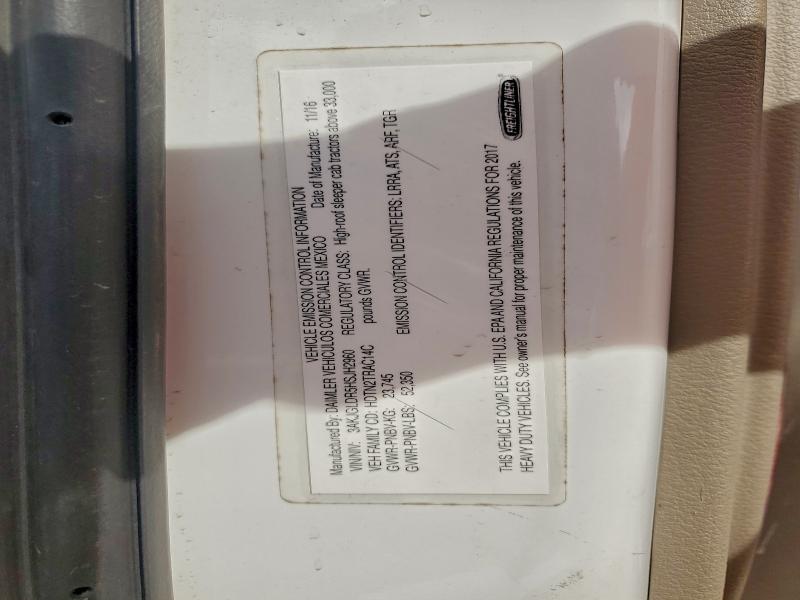 VEHICLE EMISSION CONTROL INFORMATION
Manufactured By: DAIMLER VEHICULOS COMERCIALES MEXICO Date of Manufacture: 11/16
VIN/NIV: 3AKJGLDR5HSJH2960 REGULATORY CLASS: High-roof sleeper cab tractors above 33,000
VEH FAMILY CD: HDTN2TRAC14C pounds GVWR.
GVWR-PNBV-KG: 23,745
GVWR-PNBV-LBS: 52,350 EMISSION CONTROL IDENTIFIERS: LRRA, ATS, ARF, TGR
THIS VEHICLE COMPLIES WITH U.S. EPA AND CALIFORNIA REGULATIONS FOR 2017
HEAVY DUTY VEHICLES. See owner's manual for proper maintenance of this vehicle.
FREIGHTLINER